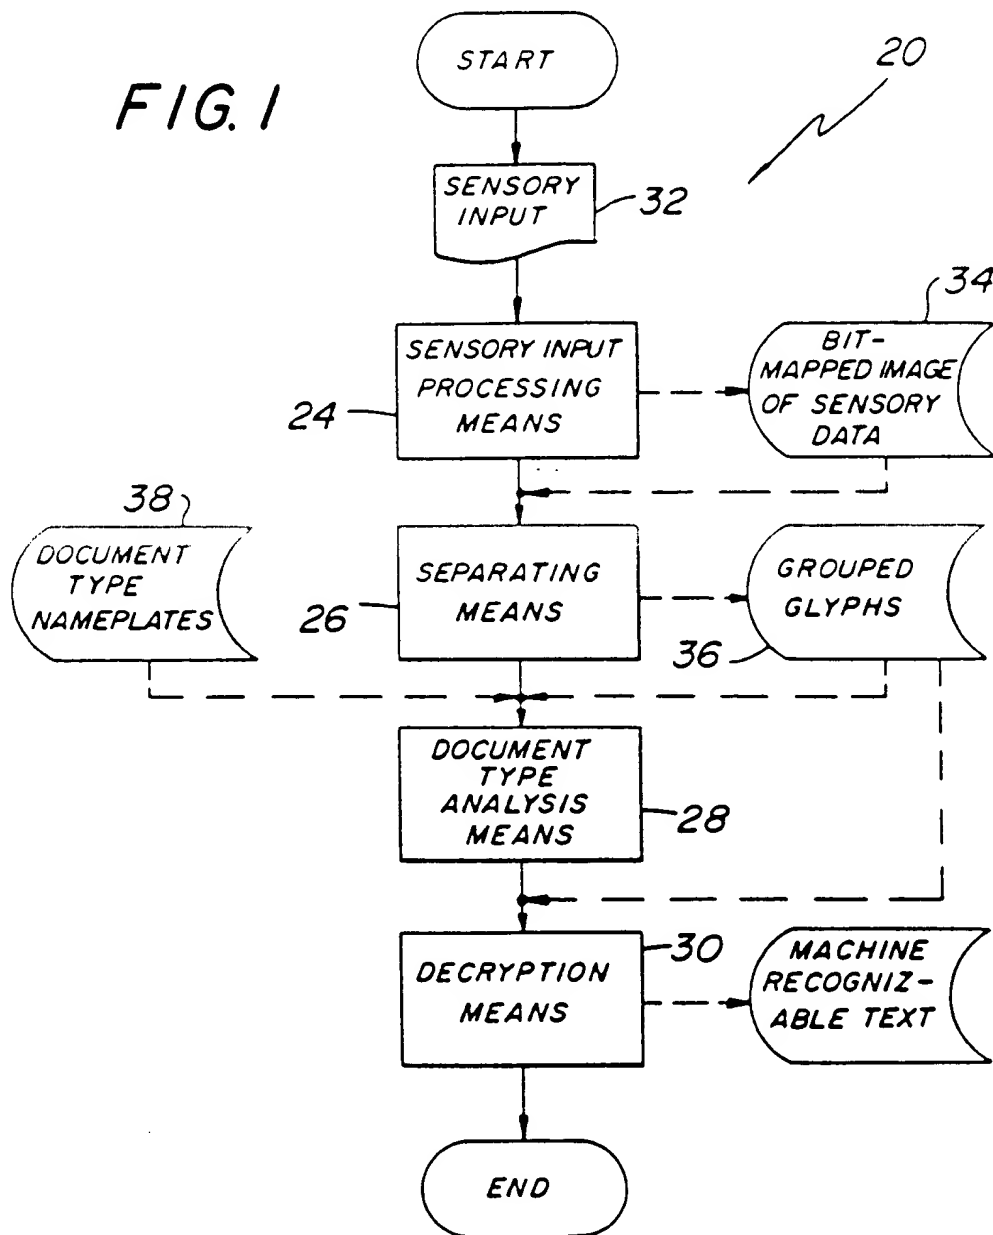 START
FIG. 1
20
SENSORY
INPUT
32
34
SENSORY INPUT
PROCESSING
MEANS
24
BIT-
MAPPED IMAGE
OF SENSORY
DATA
38
DOCUMENT
TYPE
NAMEPLATES
SEPARATING
MEANS
26
GROUPED
GLYPHS
36
DOCUMENT
TYPE
ANALYSIS
MEANS
28
30
DECRYPTION
MEANS
MACHINE
RECOGNIZ-
ABLE TEXT
END